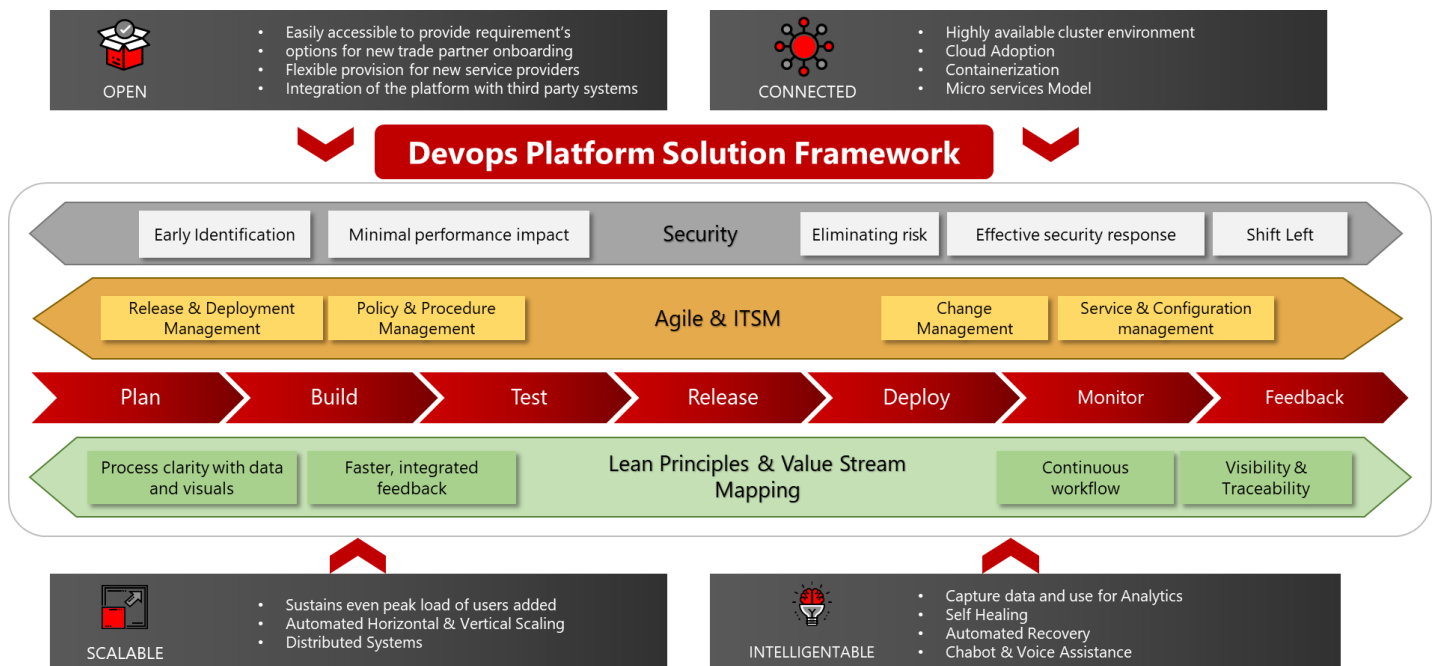 OPEN
• Easily accessible to provide requirement's
• options for new trade partner onboarding
• Flexible provision for new service providers
• Integration of the platform with third party systems
CONNECTED
• Highly available cluster environment
• Cloud Adoption
• Containerization
• Micro services Model
Devops Platform Solution Framework
Early Identification
Minimal performance impact
Security
Eliminating risk
Effective security response
Shift Left
Release & Deployment
Management
Policy & Procedure
Management
Agile & ITSM
Change
Management
Service & Configuration
management
Plan
Build
Test
Release
Deploy
Monitor
Feedback
Process clarity with data
and visuals
Faster, integrated
feedback
Lean Principles & Value Stream
Mapping
Continuous
workflow
Visibility &
Traceability
SCALABLE
• Sustains even peak load of users added
• Automated Horizontal & Vertical Scaling
• Distributed Systems
INTELLIGENTABLE
• Capture data and use for Analytics
• Self Healing
• Automated Recovery
• Chabot & Voice Assistance